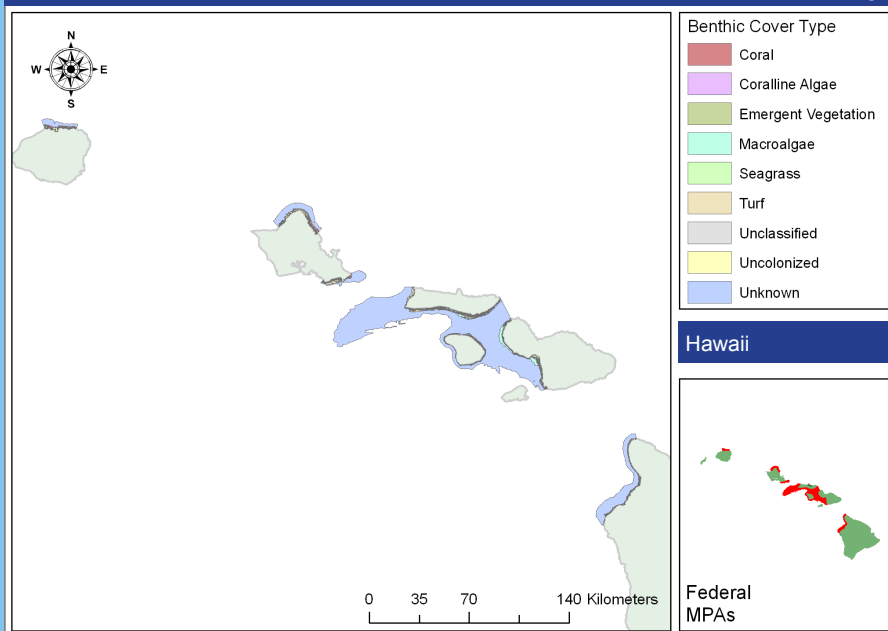 N
W E
S
Benthic Cover Type
Coral
Coralline Algae
Emergent Vegetation
Macroalgae
Seagrass
Turf
Unclassified
Uncolonized
Unknown
Hawaii
0 35 70 140 Kilometers
Federal
MPAs